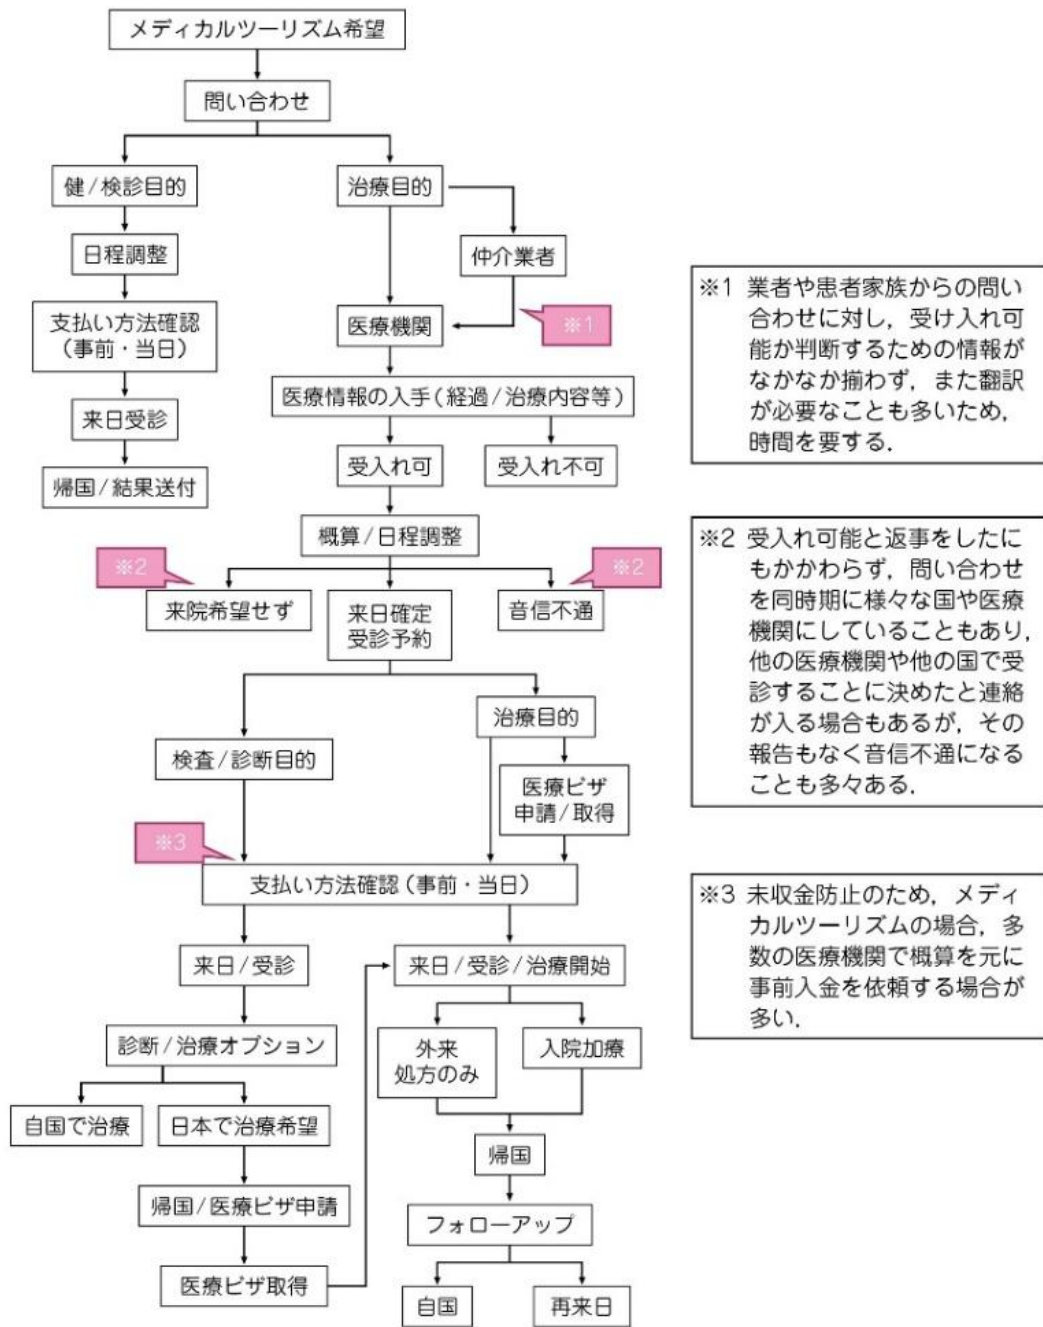 メディカルツーリズム希望
問い合わせ
健/検診目的
日程調整
支払い方法確認
(事前・当日)
来日受診
帰国/結果送付
治療目的
仲介業者
※1
医療機関
医療情報の入手(経過/治療内容等)
受入れ可
受入れ不可
概算/日程調整
※2
※2
来院希望せず
来日確定
受診予約
音信不通
治療目的
検査/診断目的
医療ビザ
申請/取得
※3
支払い方法確認(事前・当日)
来日/受診
来日/受診/治療開始
診断/治療オプション
外来
処方のみ
入院加療
自国で治療
日本で治療希望
帰国
帰国/医療ビザ申請
フォローアップ
医療ビザ取得
自国
再来日
※1 業者や患者家族からの問い
合わせに対し,受け入れ可
能か判断するための情報が
なかなか揃わず,また翻訳
が必要なことも多いため,
時間を要する.
※2 受入れ可能と返事をしたに
もかかわらず,問い合わせ
を同時期に様々な国や医療
機関にしていることもあり,
他の医療機関や他の国で受
診することに決めたと連絡
が入る場合もあるが,その
報告もなく音信不通になる
ことも多々ある.
※3 未収金防止のため,メディ
カルツーリズムの場合,多
数の医療機関で概算を元に
事前入金を依頼する場合が
多い.